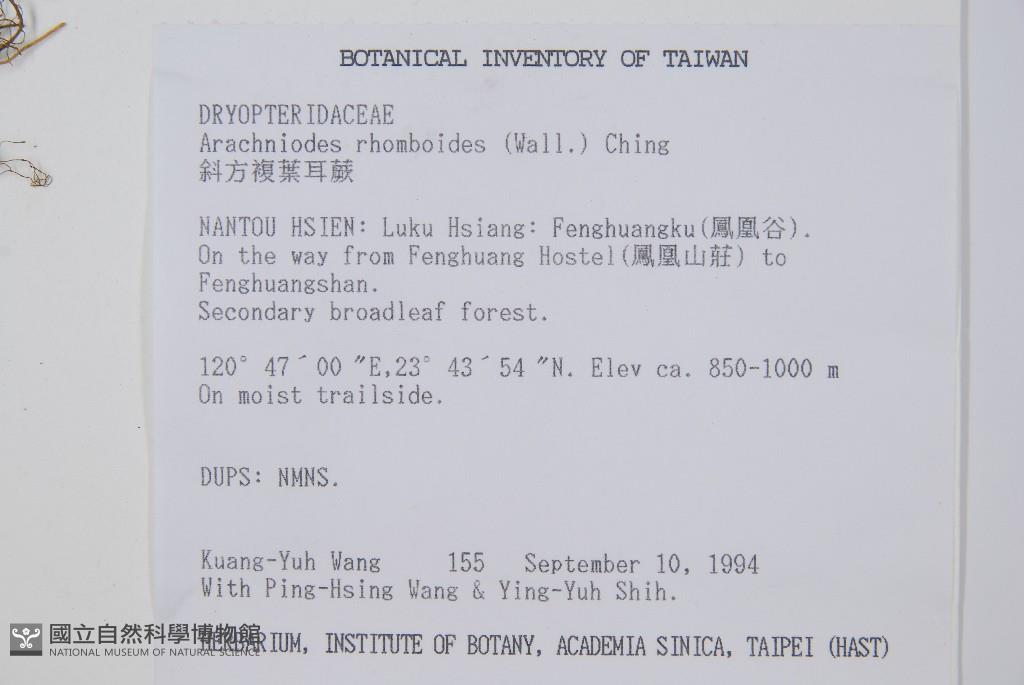 BOTANICAL INVENTORY OF TAIWAN
DRYOPTERIDACEAE
Arachniodes rhomboides (Wall.) Ching
斜方複葉耳蕨
NANTOU HSIEN: Luku Hsiang: Fenghuangku(鳳凰谷).
On the way from Fenghuang Hostel(鳳凰山莊) to
Fenghuangshan.
Secondary broadleaf forest.
120° 47´00 "E,23° 43´54 "N. Elev ca. 850-1000 m
On moist trailside.
DUPS: NMNS.
Kuang-Yuh Wang 155 September 10, 1994
With Ping-Hsing Wang & Ying-Yuh Shih.
HERBARIUM, INSTITUTE OF BOTANY, ACADEMIA SINICA, TAIPEI (HAST)
國立自然科學博物館
NATIONAL MUSEUM OF NATURAL SCIENCE